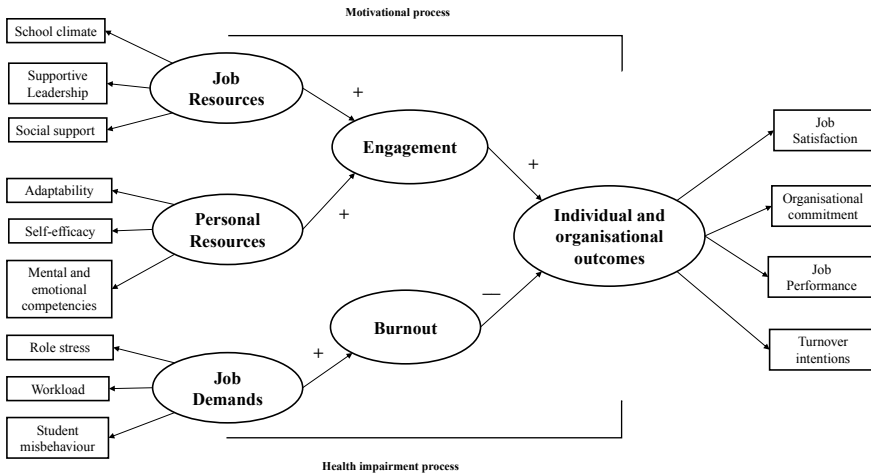 Motivational process
School climate
Supportive
Leadership
Social support
Job
Resources
+
Engagement
+
Adaptability
Self-efficacy
Mental and
emotional
competencies
Personal
Resources
+
Individual and
organisational
outcomes
Job
Satisfaction
Organisational
commitment
Job
Performance
Turnover
intentions
—
Burnout
+
Role stress
Workload
Student
misbehaviour
Job
Demands
Health impairment process